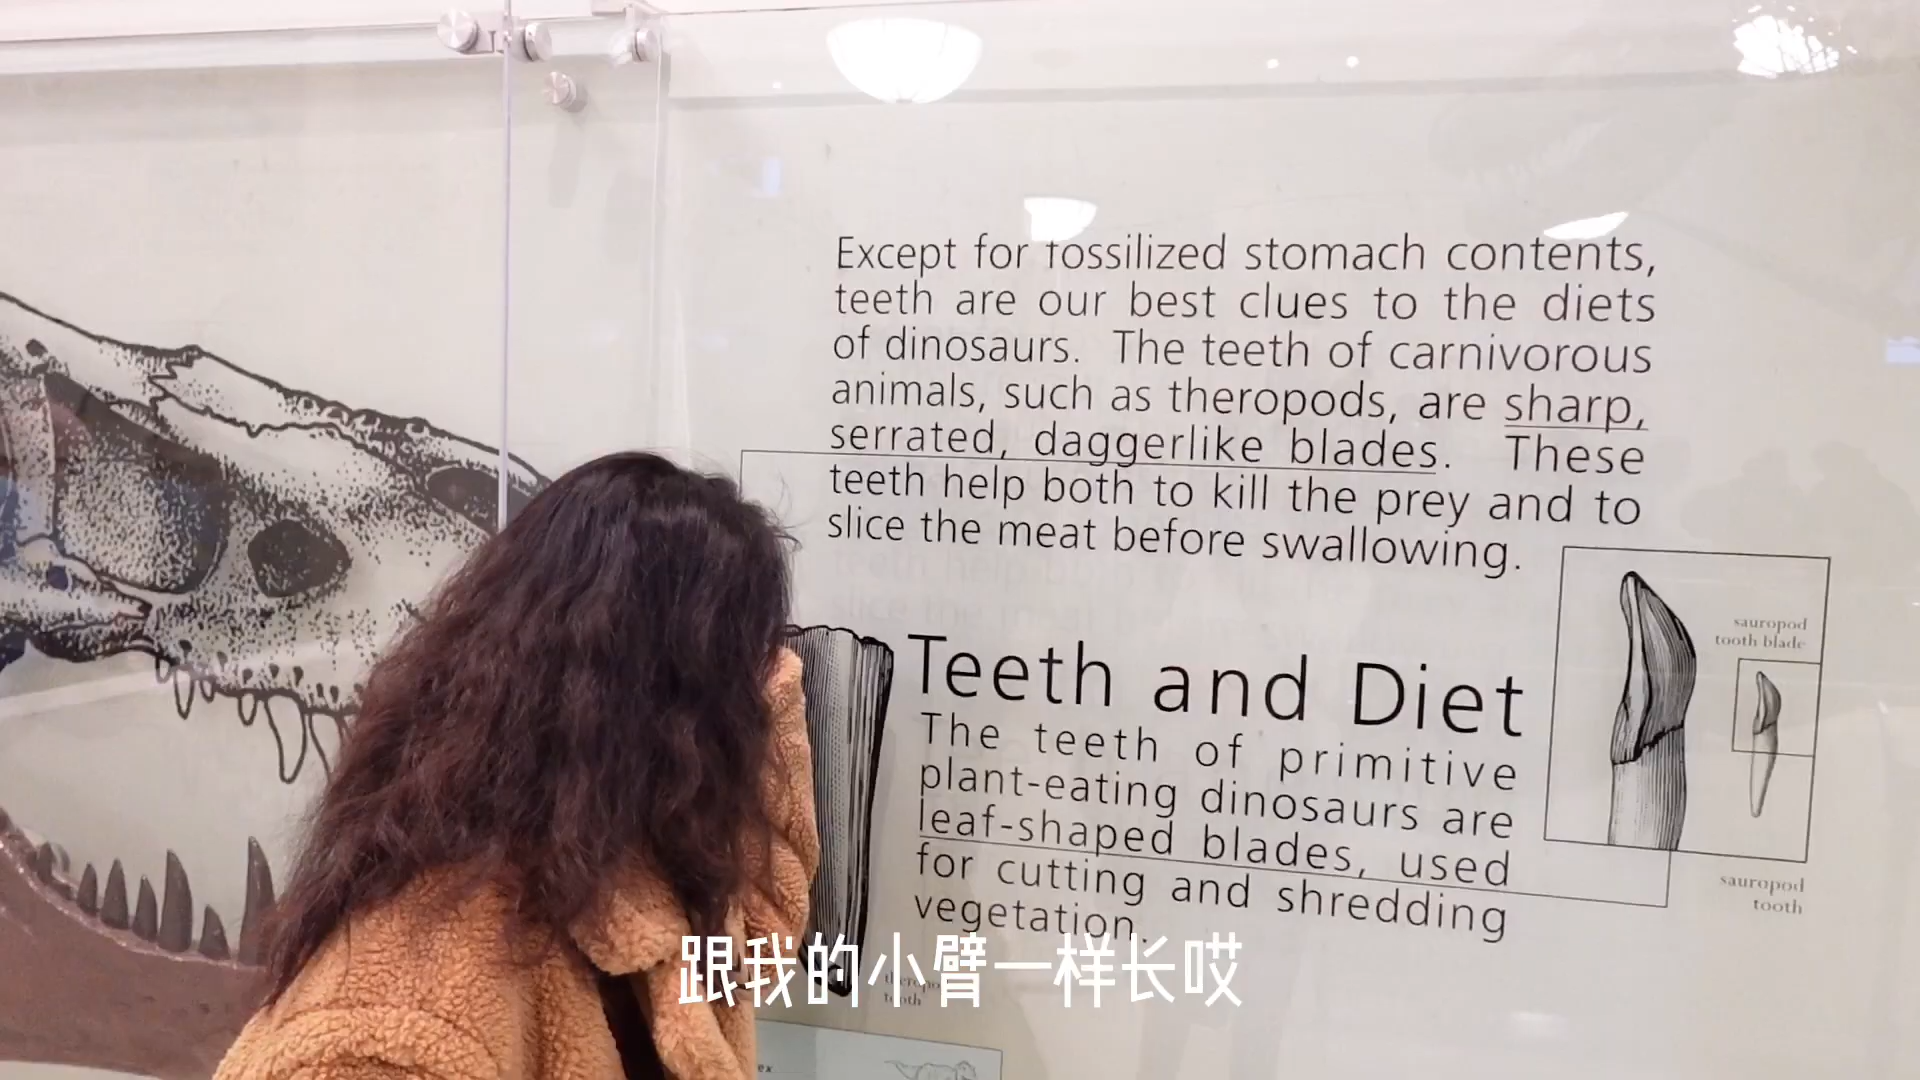 Except for fossilized stomach contents,
teeth are our best clues to the diets
of dinosaurs. The teeth of carnivorous
animals, such as theropods, are sharp,
serrated, daggerlike blades. These
teeth help both to kill the prey and to
slice the meat before swallowing.
Teeth and Diet
The teeth of primitive
plant-eating dinosaurs are
leaf-shaped blades, used
for cutting and shredding
vegetation.
sauropod
tooth blade
sauropod
tooth
tooth
跟我的小臂一样长哎